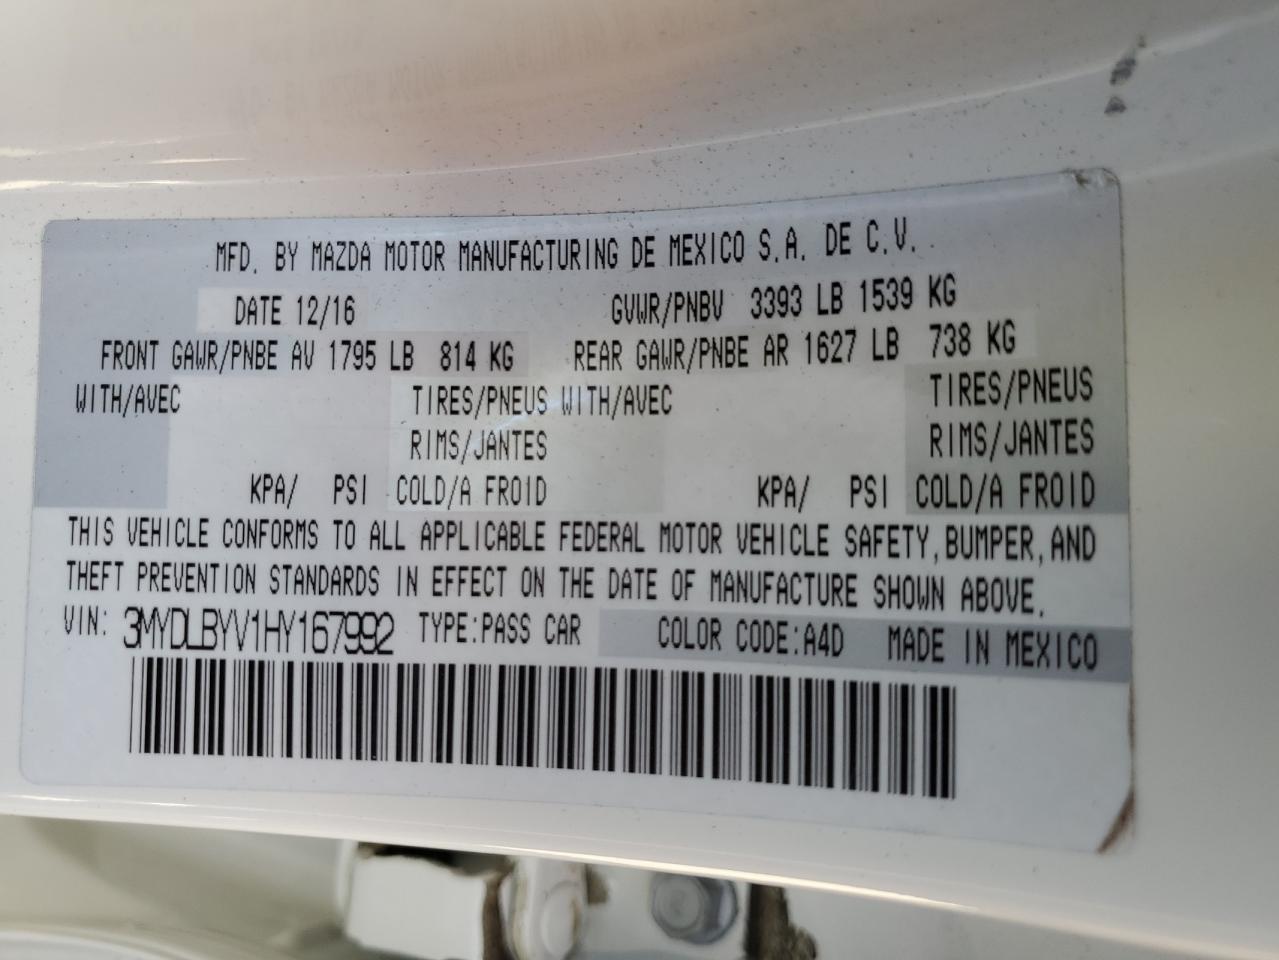 MFD. BY MAZDA MOTOR MANUFACTURING DE MEXICO S.A. DE C.V.
DATE 12/16 GVWR/PNBV 3393 LB 1539 KG
FRONT GAWR/PNBE AV 1795 LB 814 KG REAR GAWR/PNBE AR 1627 LB 738 KG
WITH/AVEC TIRES/PNEUS WITH/AVEC TIRES/PNEUS
RIMS/JANTES RIMS/JANTES
KPA/ PSI COLD/A FROID KPA/ PSI COLD/A FROID
THIS VEHICLE CONFORMS TO ALL APPLICABLE FEDERAL MOTOR VEHICLE SAFETY, BUMPER, AND
THEFT PREVENTION STANDARDS IN EFFECT ON THE DATE OF MANUFACTURE SHOWN ABOVE.
VIN: 3MYDLBYV1HY167992 TYPE:PASS CAR COLOR CODE:A4D MADE IN MEXICO